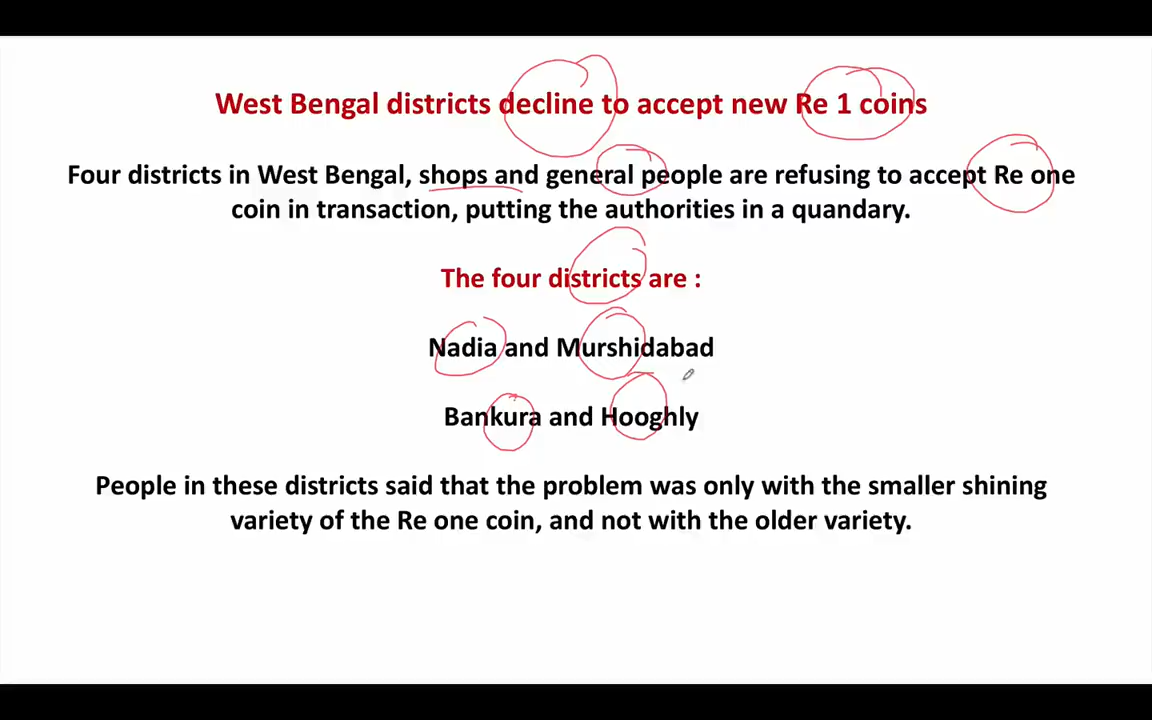 West Bengal districts decline to accept new Re 1 coins
Four districts in West Bengal, shops and general people are refusing to accept Re one
coin in transaction, putting the authorities in a quandary.
The four districts are :
Nadia and Murshidabad
Bankura and Hooghly
People in these districts said that the problem was only with the smaller shining
variety of the Re one coin, and not with the older variety.